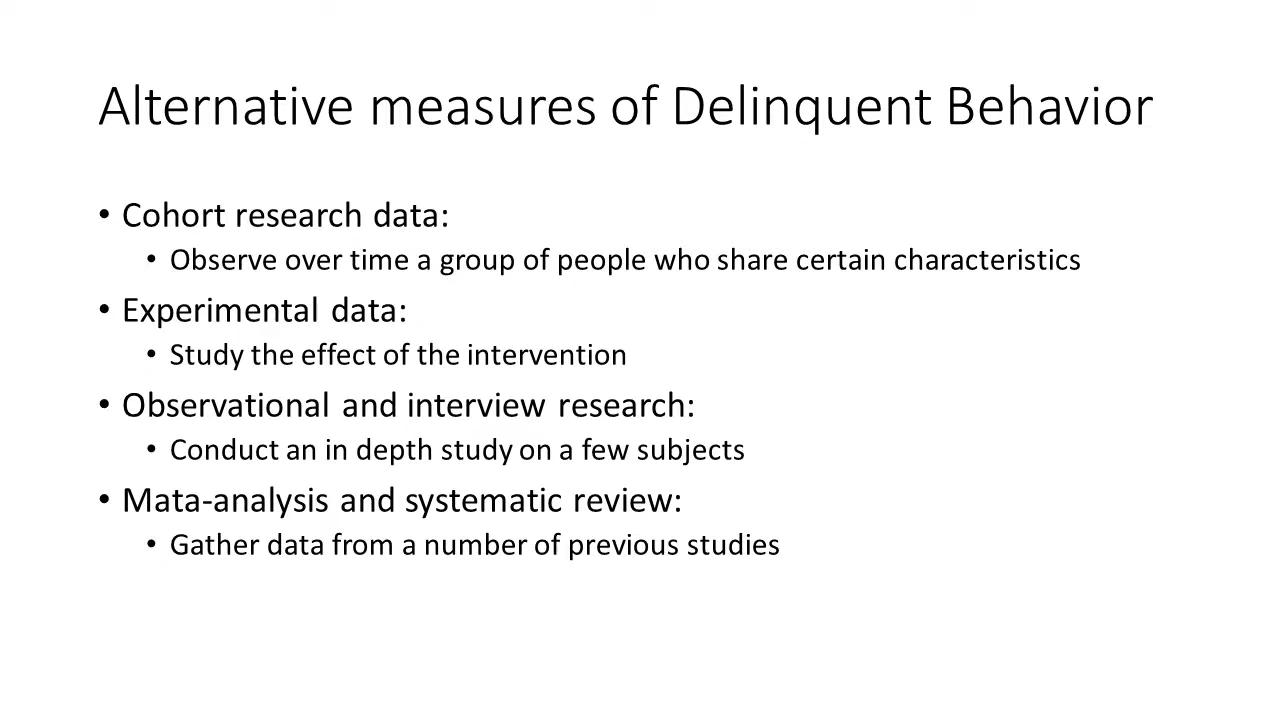 Alternative measures of Delinquent Behavior
• Cohort research data:
• Observe over time a group of people who share certain characteristics
• Experimental data:
• Study the effect of the intervention
• Observational and interview research:
• Conduct an in depth study on a few subjects
• Mata-analysis and systematic review:
• Gather data from a number of previous studies